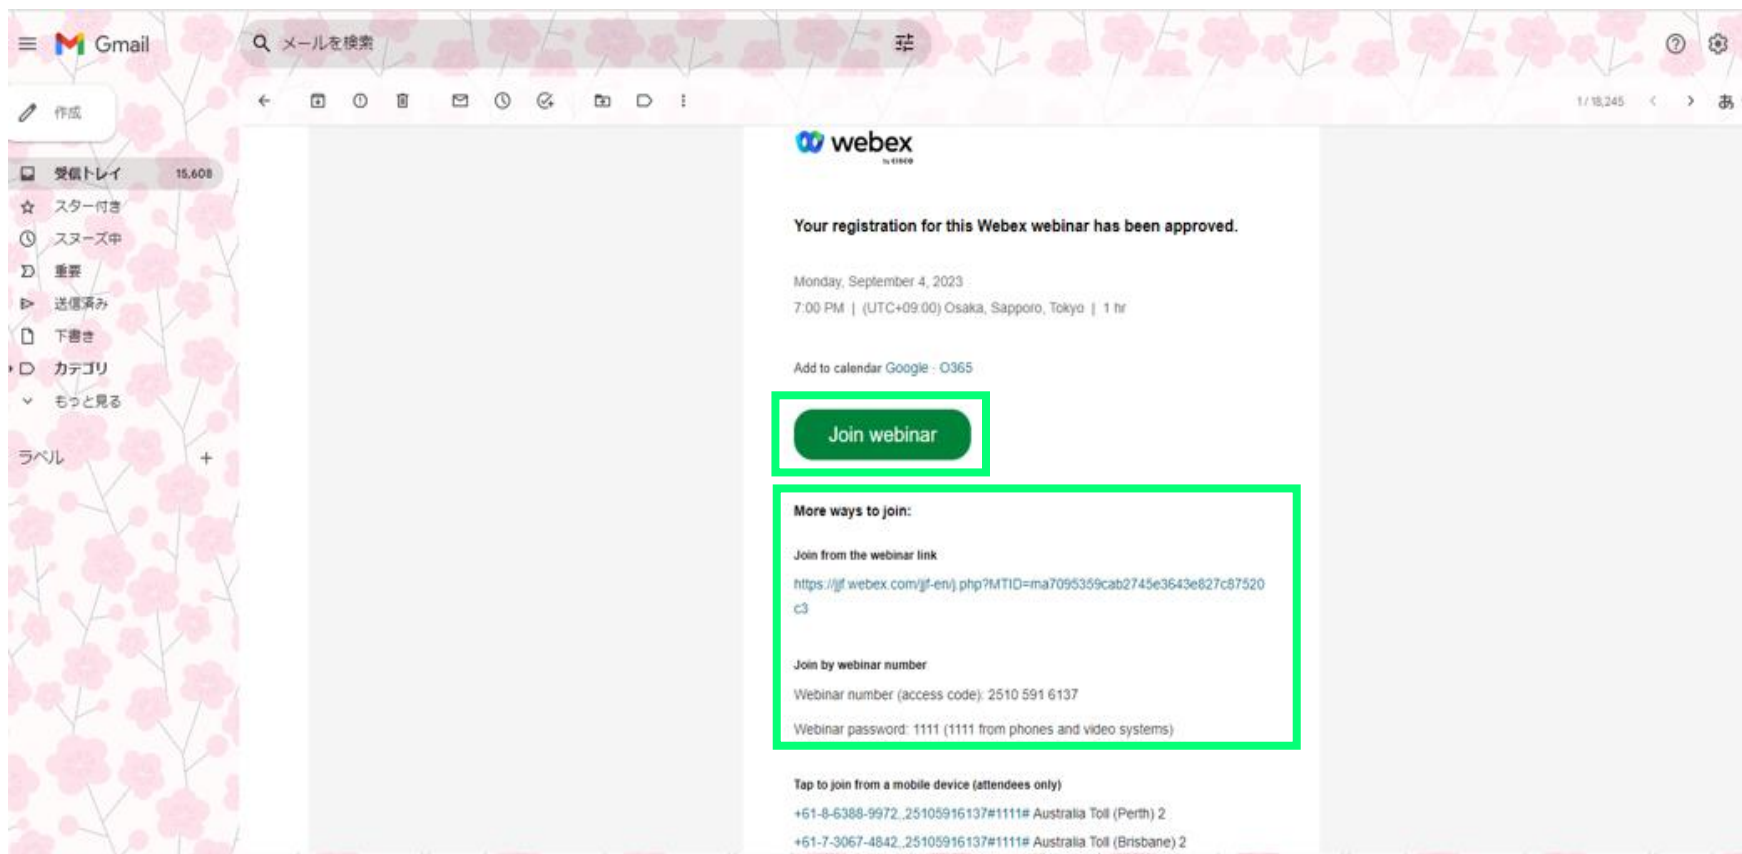 Gmail
メールを検索
作成
1/18,245
あ
受信トレイ 15,608
スター付き
スヌーズ中
重要
送信済み
下書き
カテゴリ
もっと見る
ラベル
webex
by CISCO
Your registration for this Webex webinar has been approved.
Monday, September 4, 2023
7:00 PM | (UTC+09:00) Osaka, Sapporo, Tokyo | 1 hr
Add to calendar Google · O365
Join webinar
More ways to join:
Join from the webinar link
https://jjf.webex.com/jjf-en/j.php?MTID=ma7095359cab2745e3643e827c87520
c3
Join by webinar number
Webinar number (access code): 2510 591 6137
Webinar password: 1111 (1111 from phones and video systems)
Tap to join from a mobile device (attendees only)
+61-8-6388-9972,,25105916137#1111# Australia Toll (Perth) 2
+61-7-3067-4842,,25105916137#1111# Australia Toll (Brisbane) 2